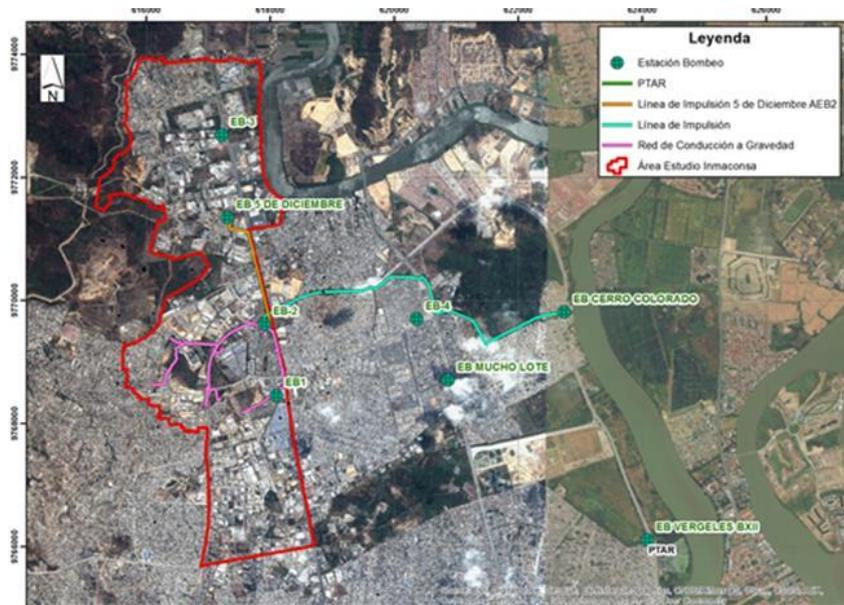 616000 618000 620000 622000 624000 626000
9774000
9772000
9770000
9768000
9766000
N
Leyenda
Estación Bombeo
PTAR
Línea de Impulsión 5 de Diciembre AEB2
Línea de Impulsión
Red de Conducción a Gravedad
Área Estudio Inmaconsa
EB-3
EB 5 DE DICIEMBRE
EB-2
EB-4
EB CERRO COLORADO
EB MUCHO LOTE
EB1
EB VERGELES BXII
PTAR